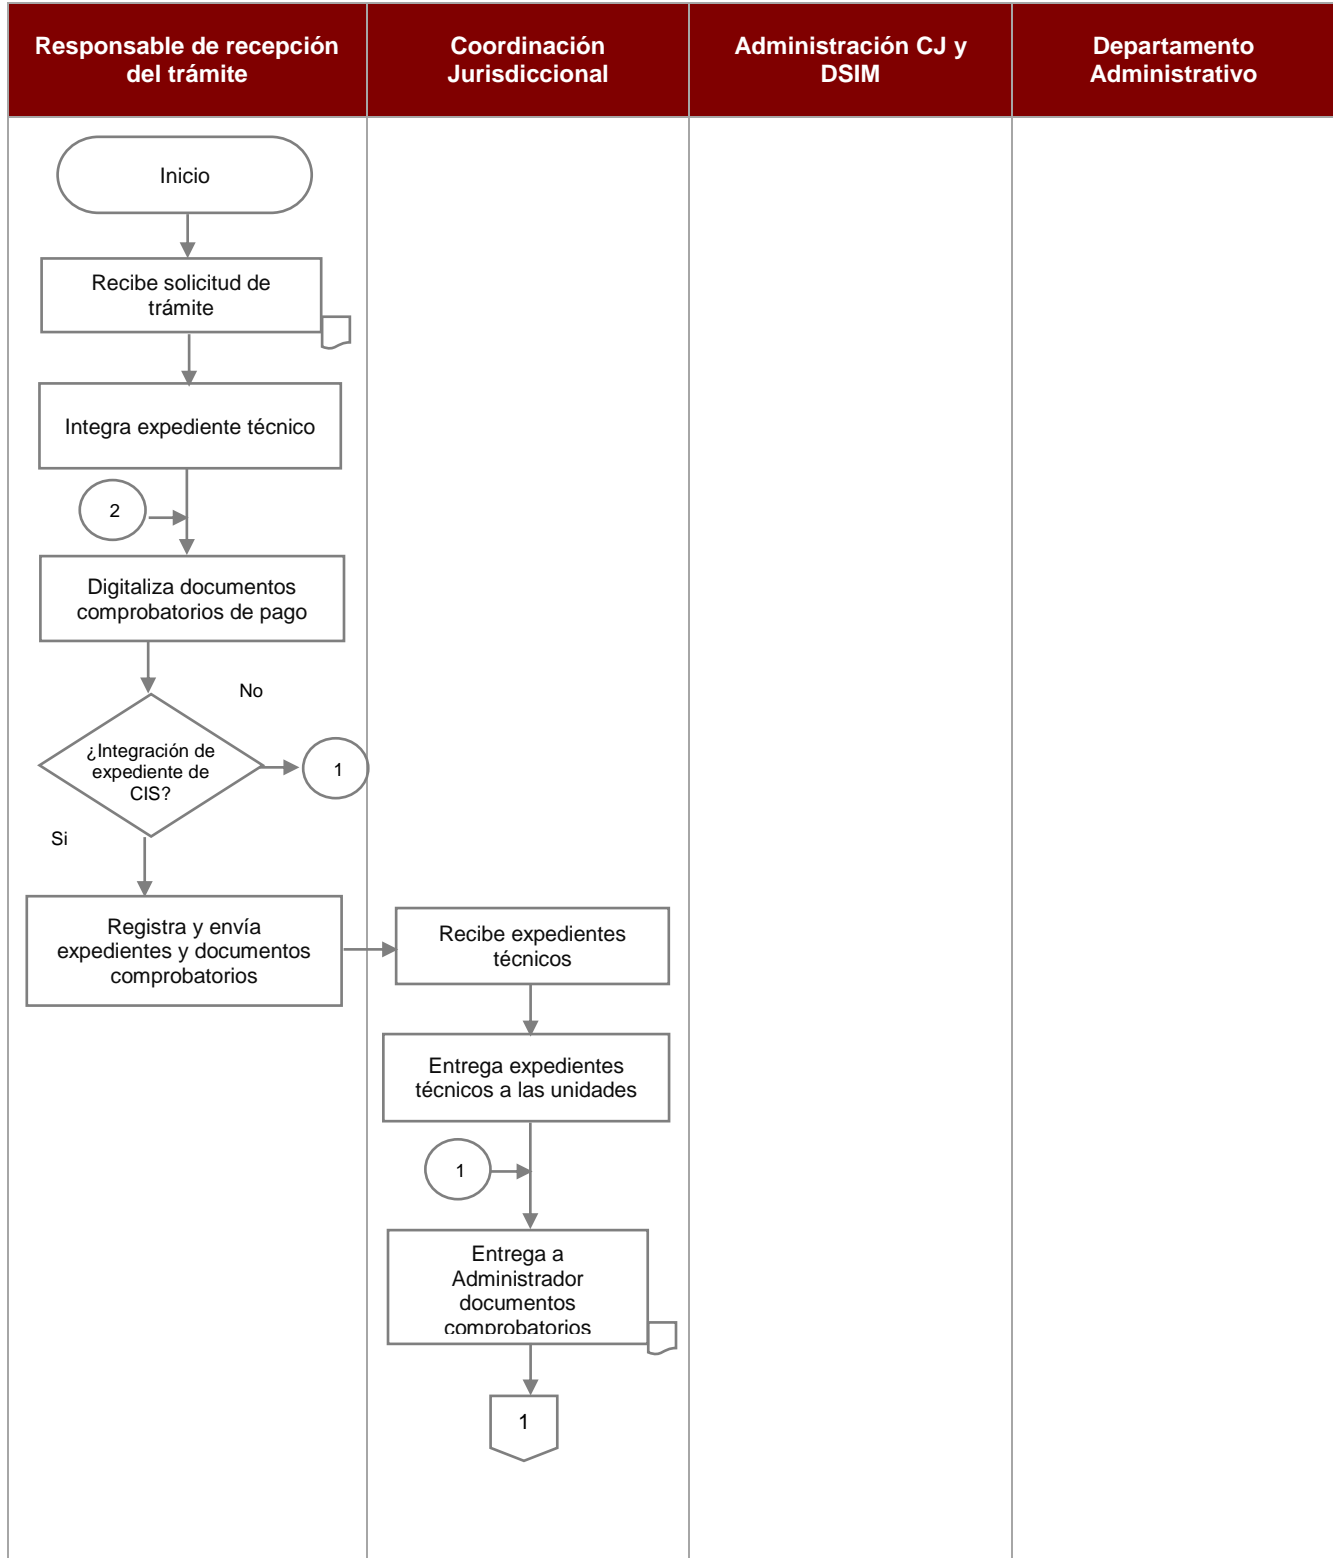 Responsable de recepción
del trámite
Coordinación
Jurisdiccional
Administración CJ y
DSIM
Departamento
Administrativo
Inicio
Recibe solicitud de
trámite
Integra expediente técnico
2
Digitaliza documentos
comprobatorios de pago
No
¿Integración de
expediente de
CIS?
1
Si
Registra y envía
expedientes y documentos
comprobatorios
Recibe expedientes
técnicos
Entrega expedientes
técnicos a las unidades
1
Entrega a
Administrador
documentos
comprobatorios
1